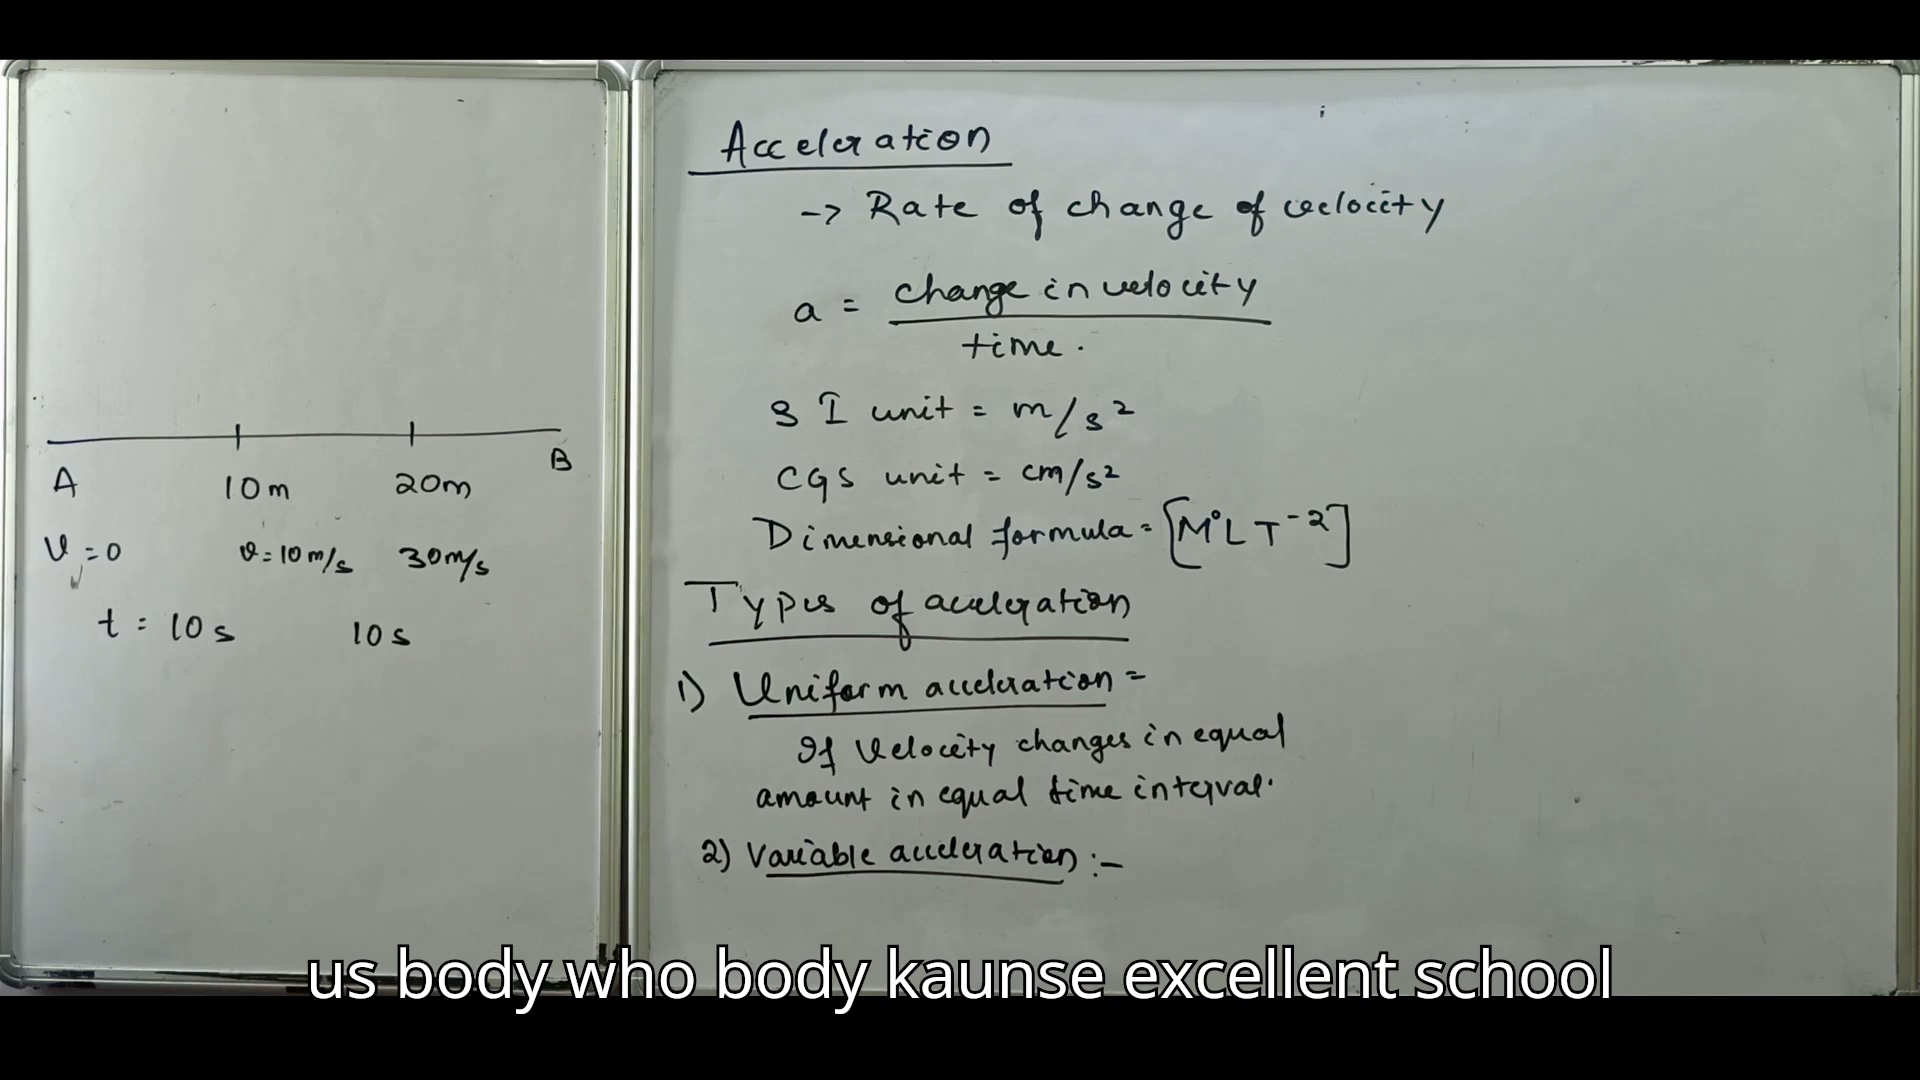 A
10m
20m
B
v=0
v=10m/s
30m/s
t = 10s
10s
Acceleration
-> Rate of change of velocity
a = change in velocity
time.
S I unit = m/s²
CGS unit = cm/s²
Dimensional formula = [M⁰LT⁻²]
Types of acceleration
1) Uniform acceleration =
If velocity changes in equal
amount in equal time interval.
2) Variable acceleration :-
us body who body kaunse excellent school